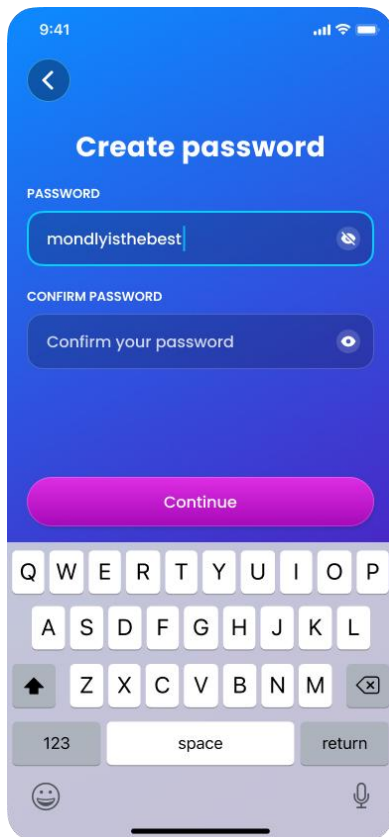 9:41
Create password
PASSWORD
mondlyisthebest
CONFIRM PASSWORD
Confirm your password
Continue
Q W E R T Y U I O P
A S D F G H J K L
Z X C V B N M
123 space return